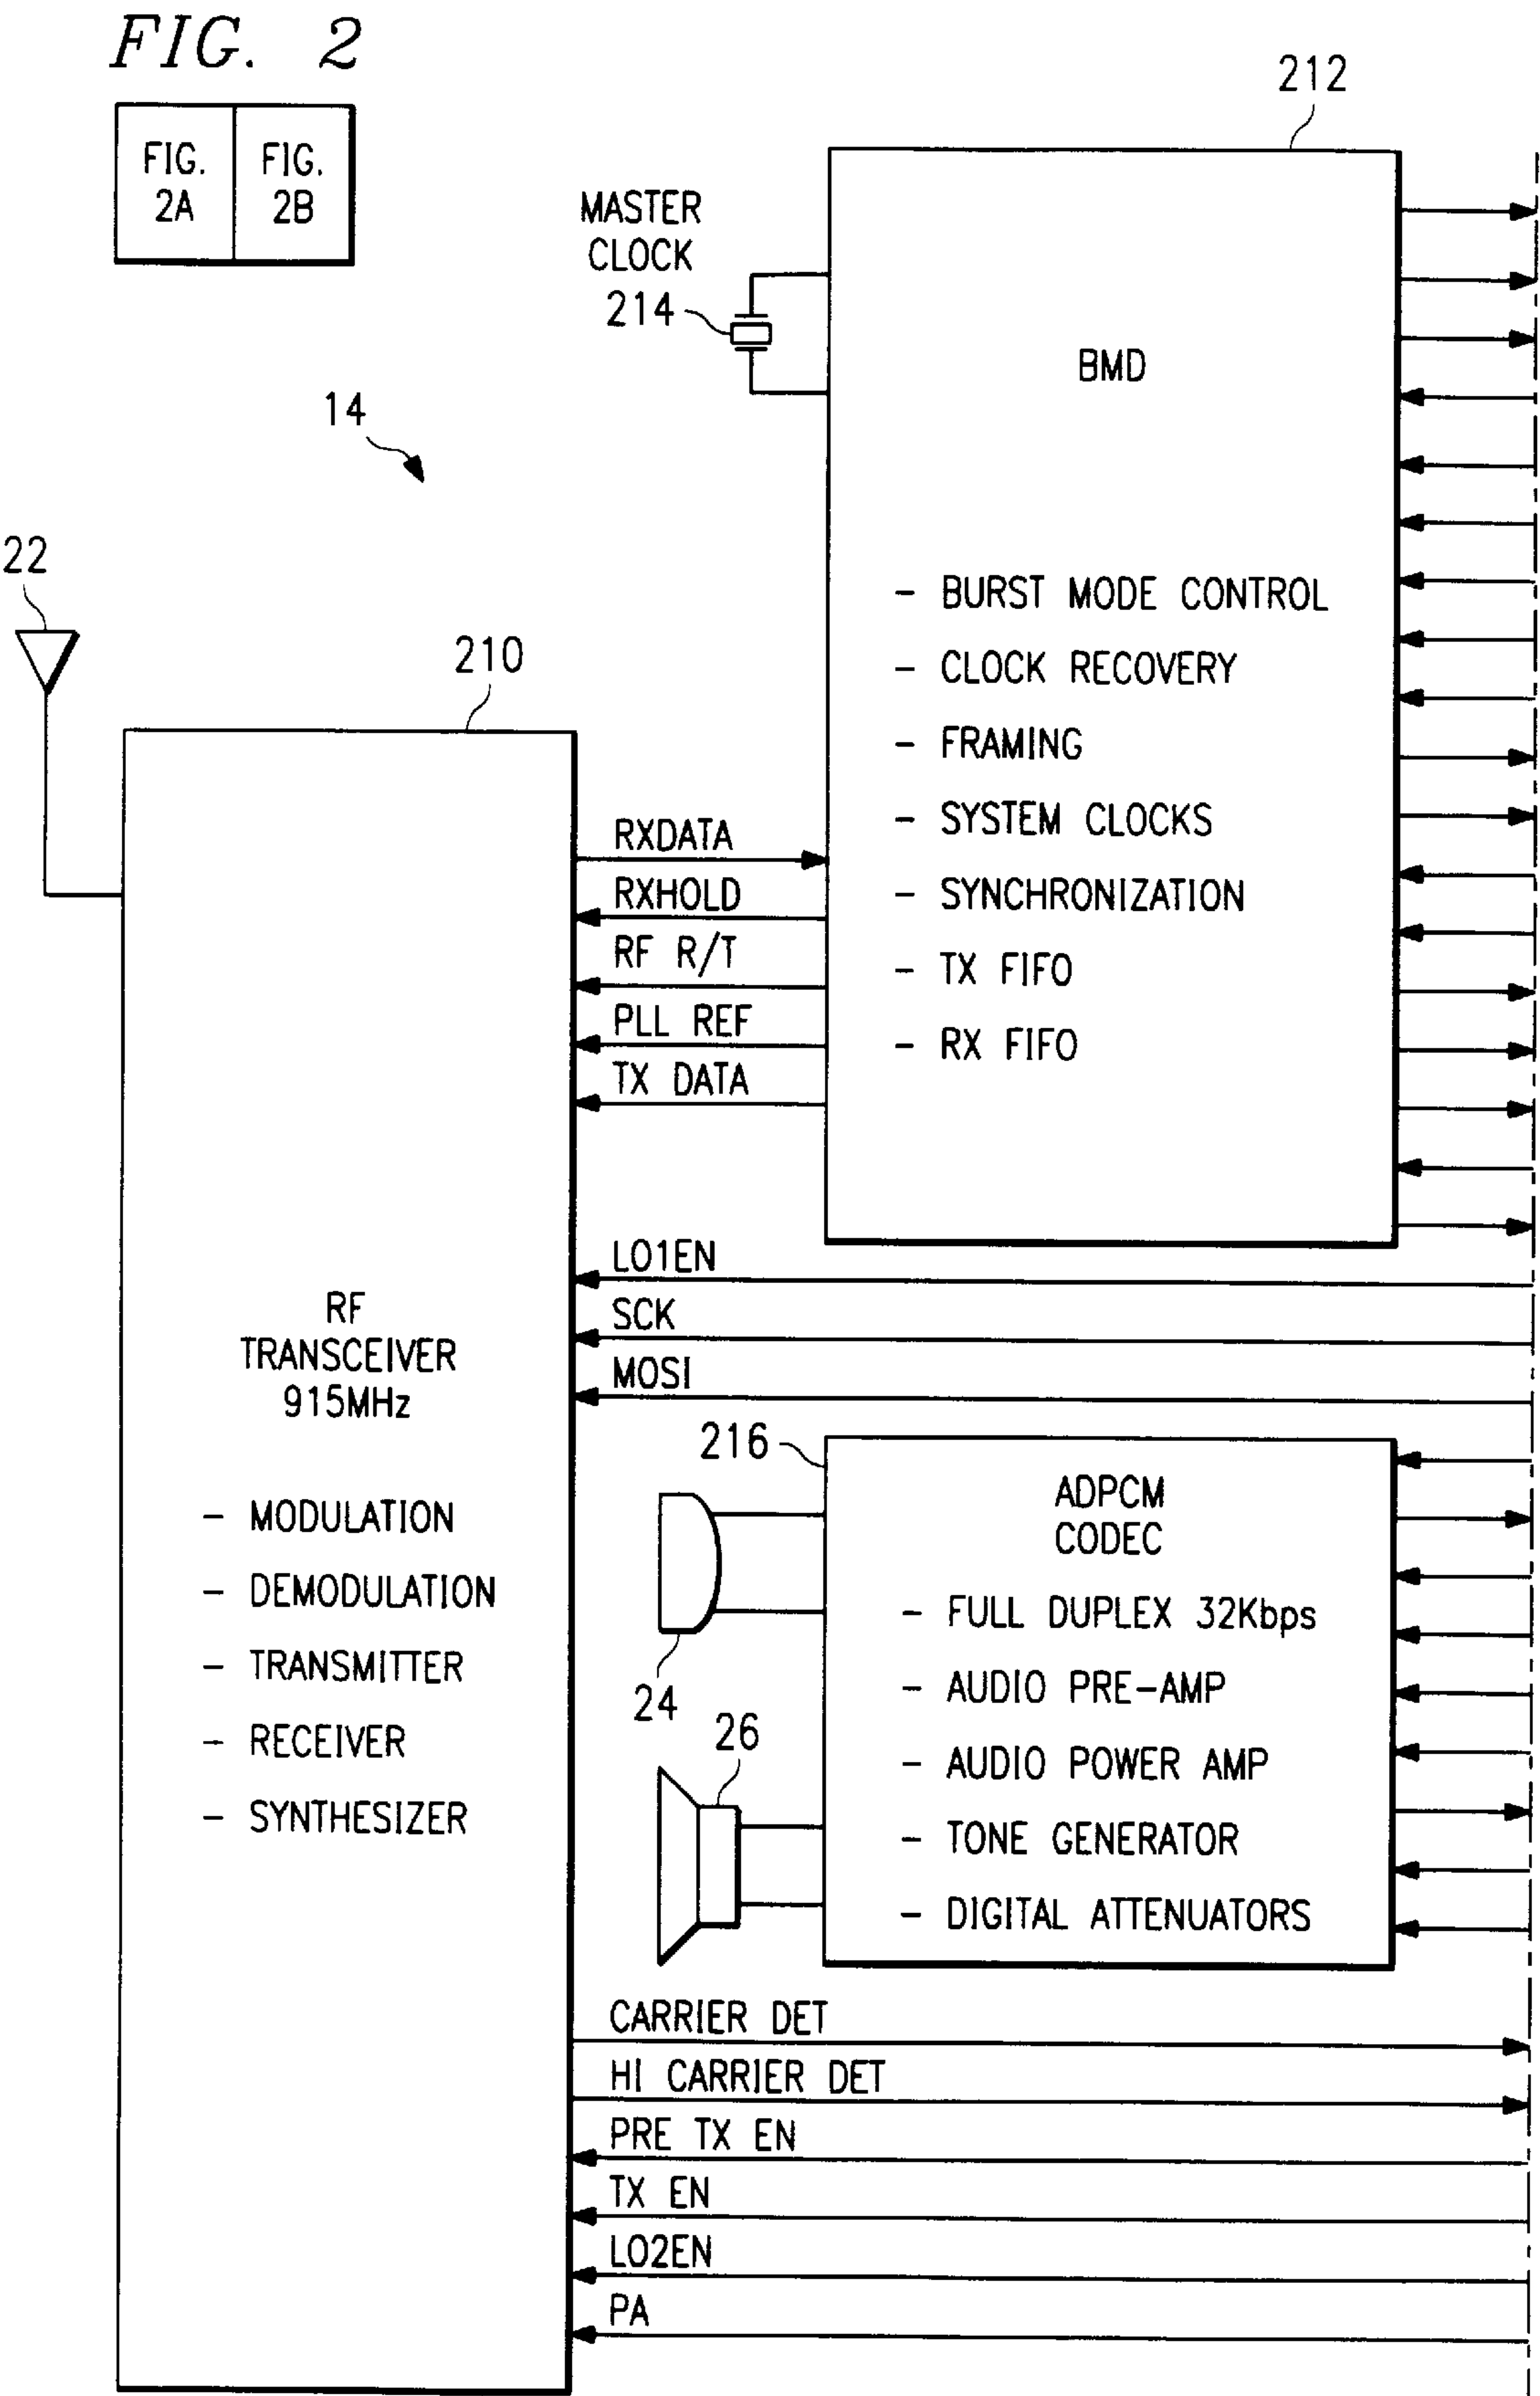 FIG. 2
FIG.
2A
FIG.
2B
212
MASTER
CLOCK
214
BMD
14
- BURST MODE CONTROL
- CLOCK RECOVERY
- FRAMING
- SYSTEM CLOCKS
- SYNCHRONIZATION
- TX FIFO
- RX FIFO
22
210
RXDATA
RXHOLD
RF R/T
PLL REF
TX DATA
LO1EN
SCK
MOSI
RF
TRANSCEIVER
915MHz
- MODULATION
- DEMODULATION
- TRANSMITTER
- RECEIVER
- SYNTHESIZER
216
ADPCM
CODEC
- FULL DUPLEX 32Kbps
- AUDIO PRE-AMP
- AUDIO POWER AMP
- TONE GENERATOR
- DIGITAL ATTENUATORS
24
26
CARRIER DET
HI CARRIER DET
PRE TX EN
TX EN
LO2EN
PA